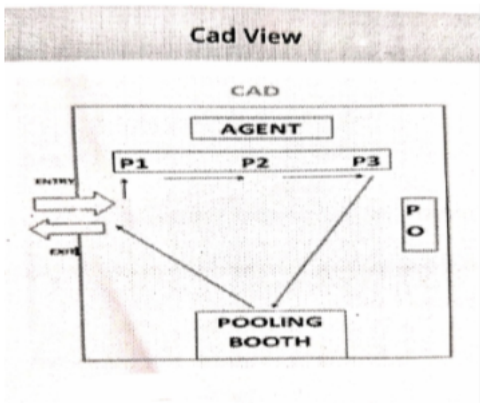 Cad View
CAD
AGENT
P1 P2 P3
ENTRY
P
O
EXIT
POOLING
BOOTH